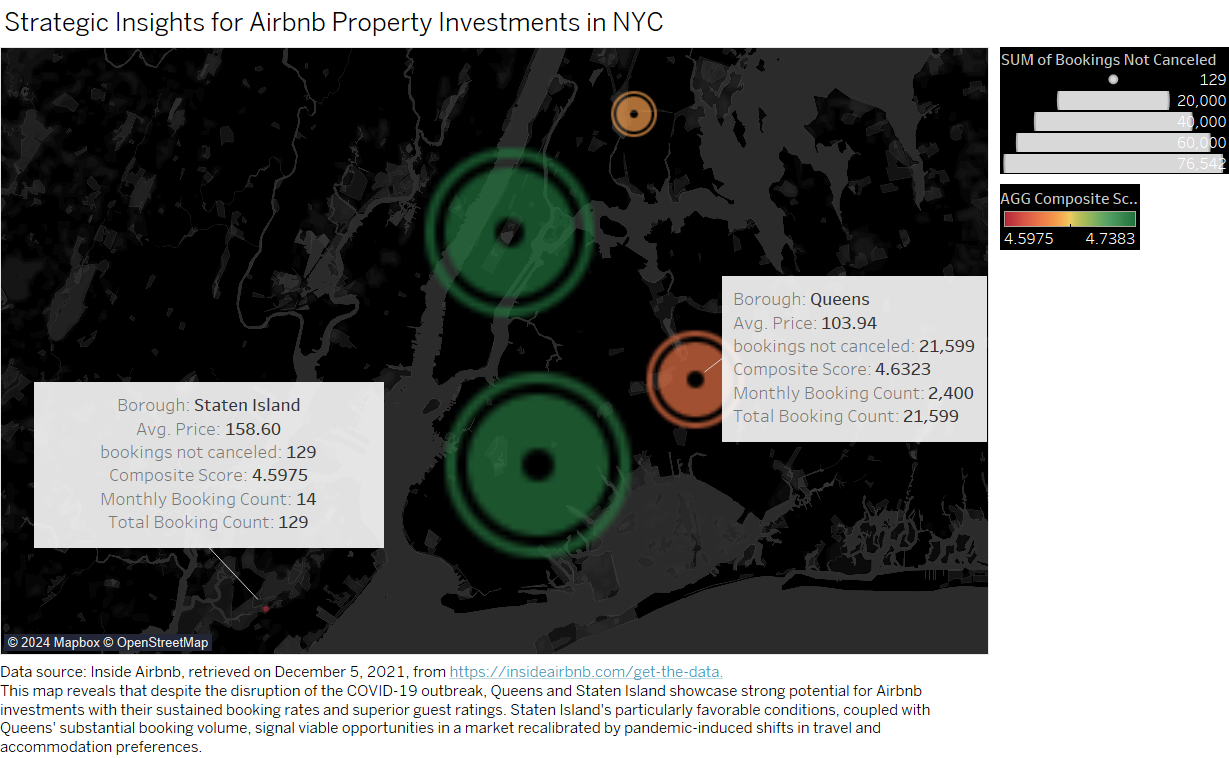 Strategic Insights for Airbnb Property Investments in NYC
SUM of Bookings Not Canceled
129
20,000
40,000
60,000
76,542
AGG Composite Sc..
4.5975 4.7383
Borough: Queens
Avg. Price: 103.94
bookings not canceled: 21,599
Composite Score: 4.6323
Monthly Booking Count: 2,400
Total Booking Count: 21,599
Borough: Staten Island
Avg. Price: 158.60
bookings not canceled: 129
Composite Score: 4.5975
Monthly Booking Count: 14
Total Booking Count: 129
© 2024 Mapbox © OpenStreetMap
Data source: Inside Airbnb, retrieved on December 5, 2021, from https://insideairbnb.com/get-the-data.
This map reveals that despite the disruption of the COVID-19 outbreak, Queens and Staten Island showcase strong potential for Airbnb
investments with their sustained booking rates and superior guest ratings. Staten Island's particularly favorable conditions, coupled with
Queens' substantial booking volume, signal viable opportunities in a market recalibrated by pandemic-induced shifts in travel and
accommodation preferences.